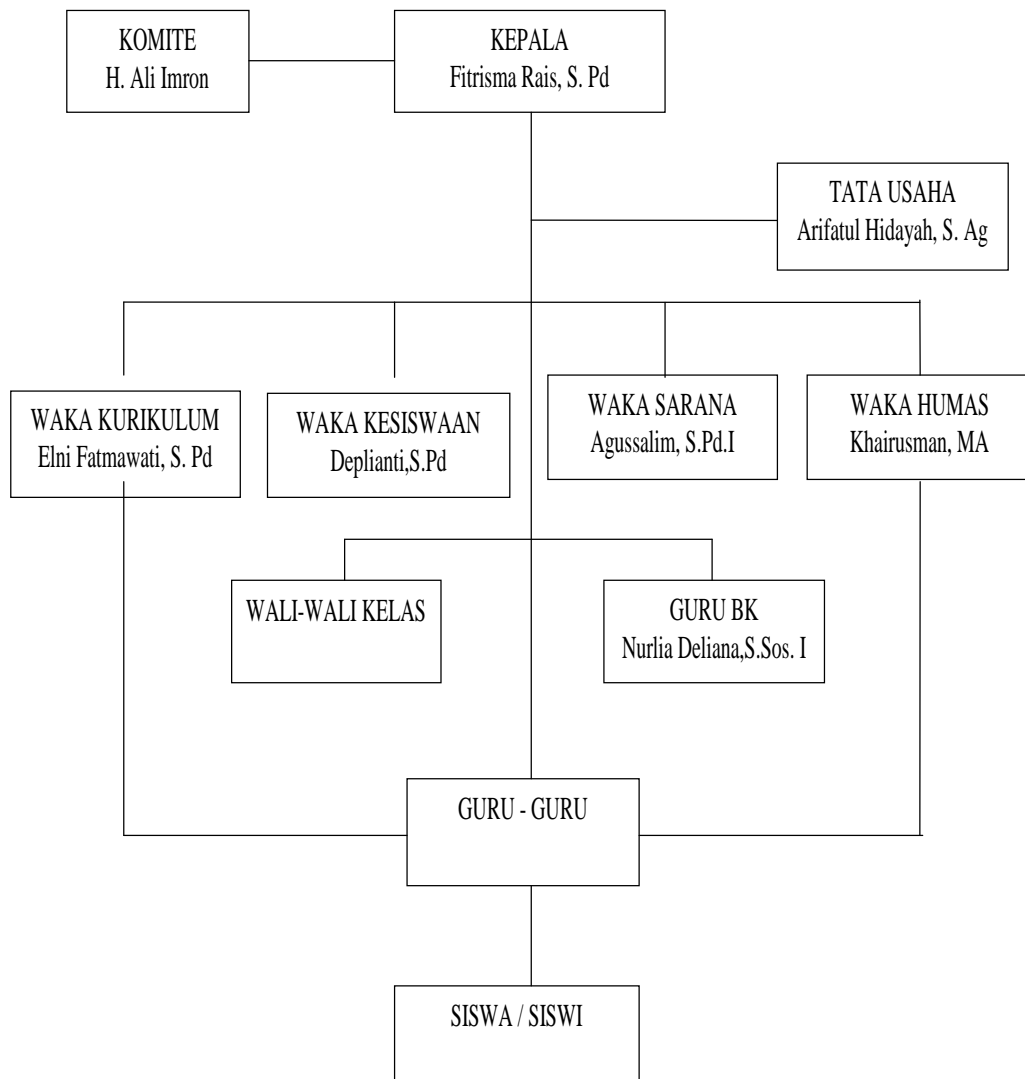 KOMITE
H. Ali Imron
KEPALA
Fitrisma Rais, S. Pd
TATA USAHA
Arifatul Hidayah, S. Ag
WAKA KURIKULUM
Elni Fatmawati, S. Pd
WAKA KESISWAAN
Deplianti,S.Pd
WAKA SARANA
Agussalim, S.Pd.I
WAKA HUMAS
Khairusman, MA
WALI-WALI KELAS
GURU BK
Nurlia Deliana,S.Sos. I
GURU - GURU
SISWA / SISWI